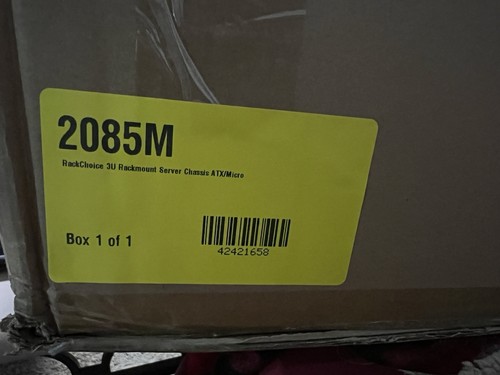 2085M
RackChoice 3U Rackmount Server Chassis ATX/Micro
Box 1 of 1
42421658